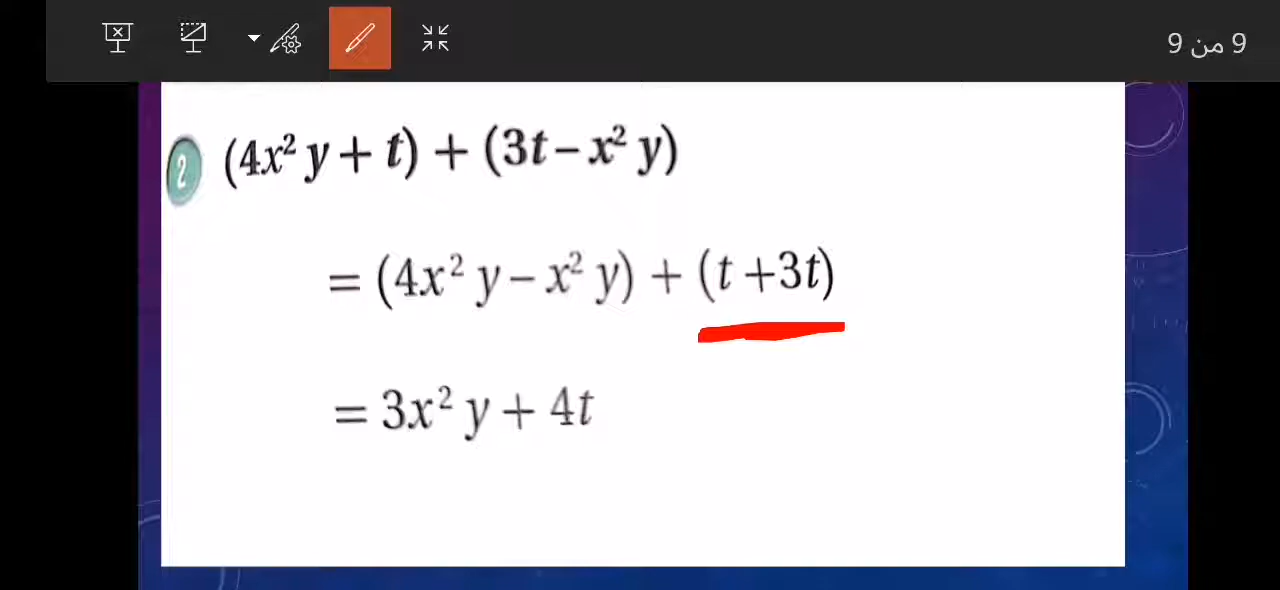 9 من 9
2 (4x² y + t) + (3t – x² y)
= (4x² y – x² y) + (t +3t)
= 3x² y + 4t